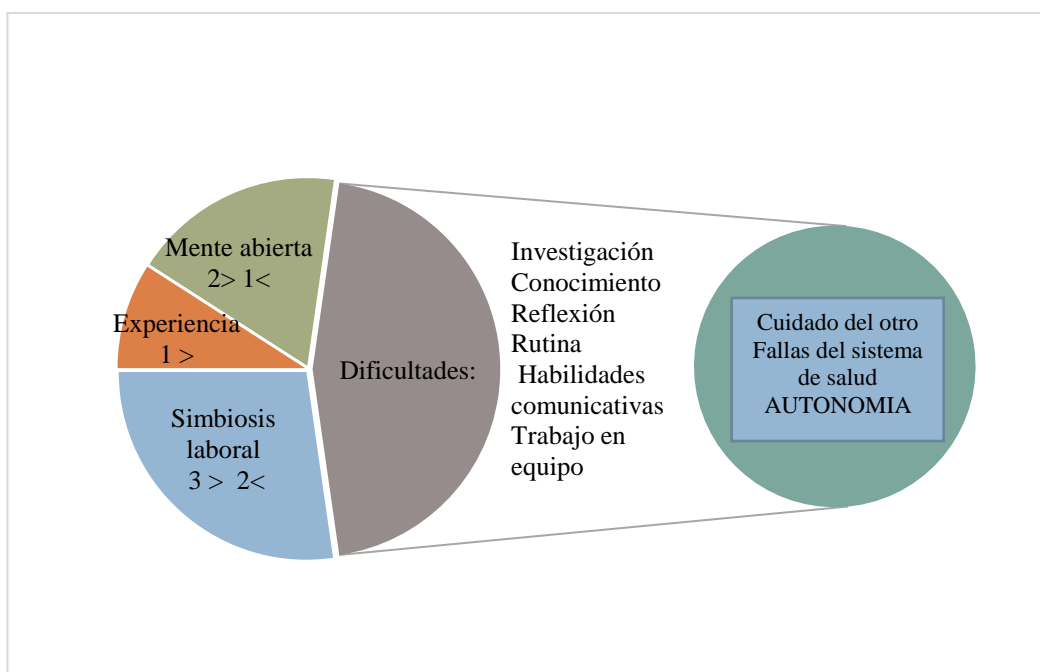 Mente abierta
2> 1<
Experiencia
1 >
Simbiosis
laboral
3 > 2<
Dificultades:
Investigación
Conocimiento
Reflexión
Rutina
Habilidades
comunicativas
Trabajo en
equipo
Cuidado del otro
Fallas del sistema
de salud
AUTONOMIA